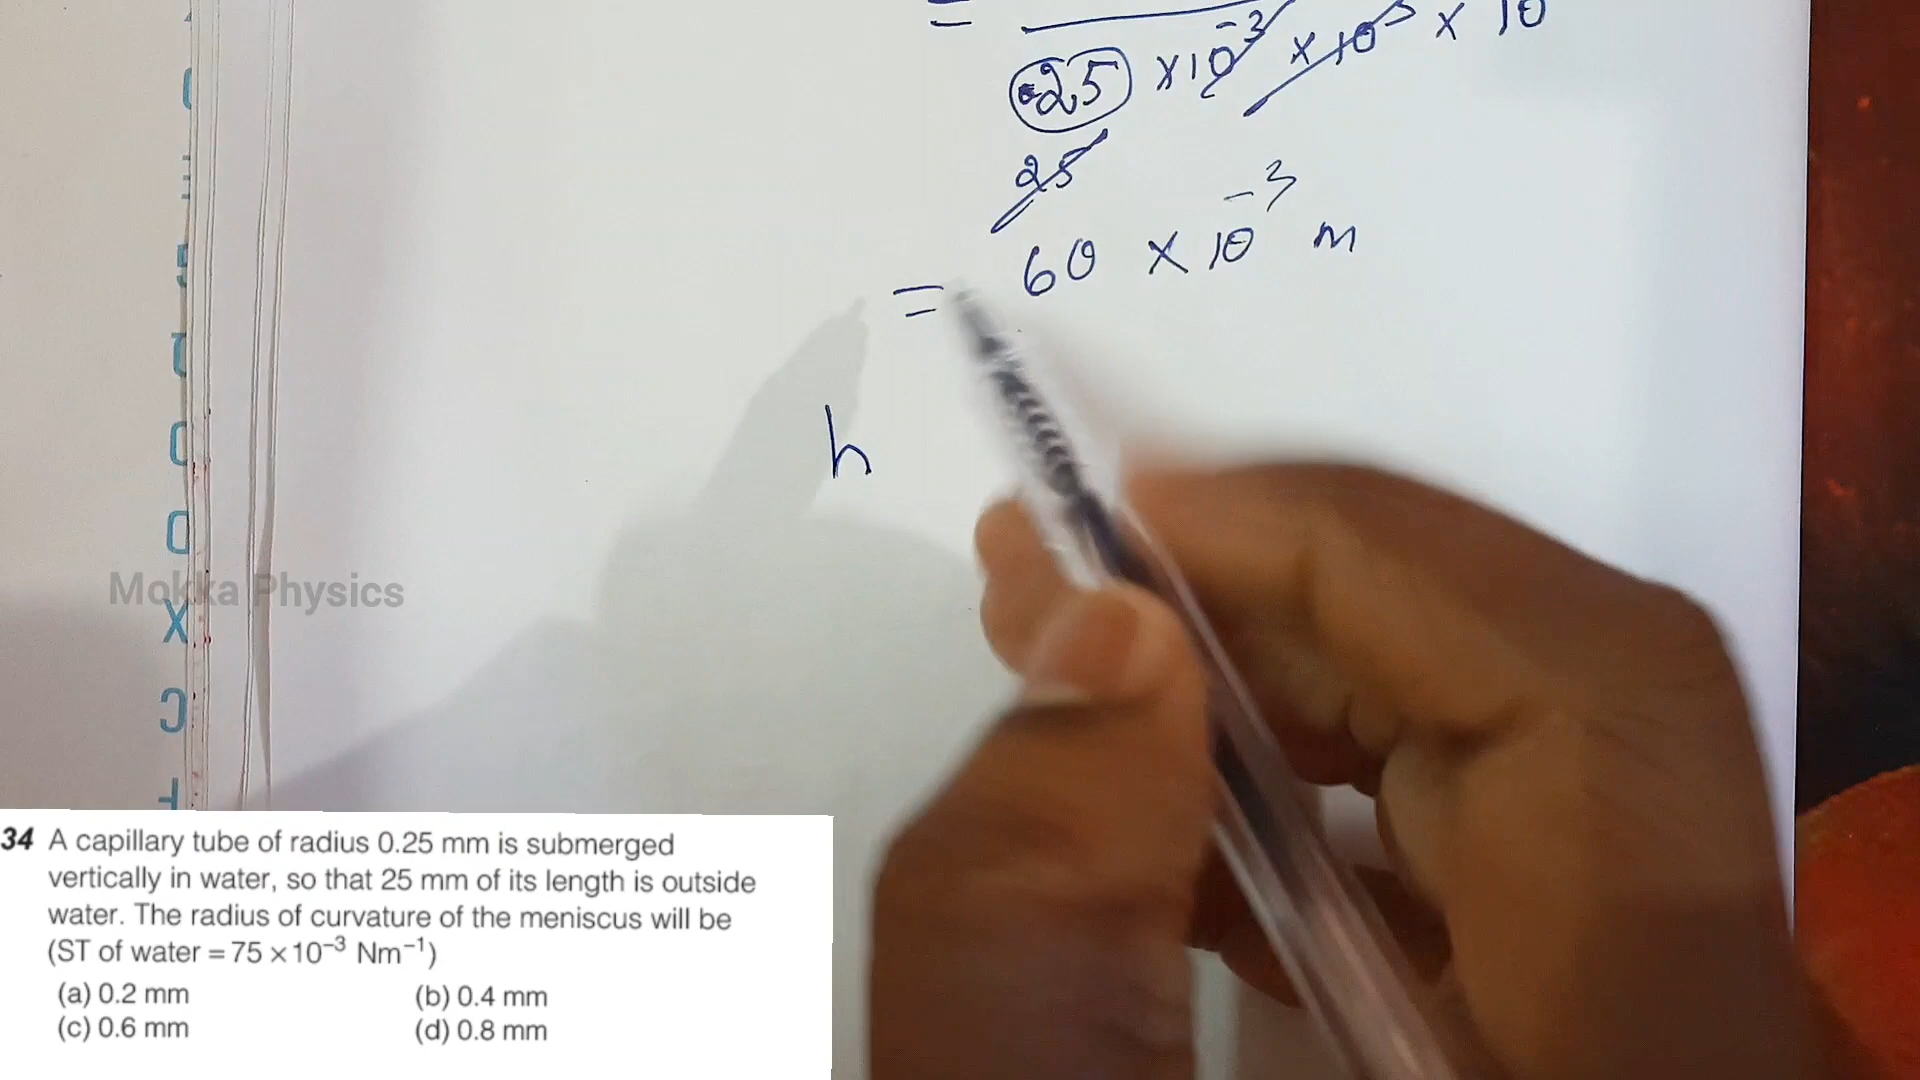 =
.25 × 10⁻³ × 10³ × 10
25
= 60 × 10⁻³ m
h
Mokka Physics
34 A capillary tube of radius 0.25 mm is submerged
vertically in water, so that 25 mm of its length is outside
water. The radius of curvature of the meniscus will be
(ST of water = 75 × 10⁻³ Nm⁻¹)
(a) 0.2 mm (b) 0.4 mm
(c) 0.6 mm (d) 0.8 mm